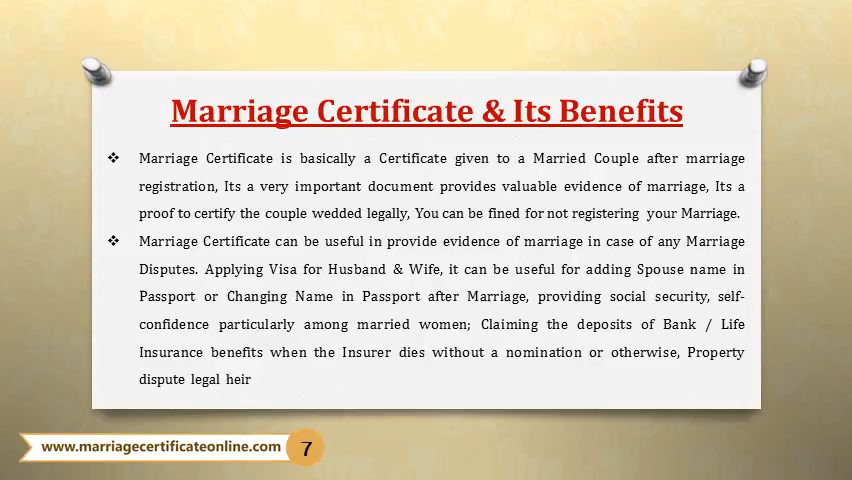 Marriage Certificate & Its Benefits
❖ Marriage Certificate is basically a Certificate given to a Married Couple after marriage
registration, Its a very important document provides valuable evidence of marriage, Its a
proof to certify the couple wedded legally, You can be fined for not registering your Marriage.
❖ Marriage Certificate can be useful in provide evidence of marriage in case of any Marriage
Disputes. Applying Visa for Husband & Wife, it can be useful for adding Spouse name in
Passport or Changing Name in Passport after Marriage, providing social security, self-
confidence particularly among married women; Claiming the deposits of Bank / Life
Insurance benefits when the Insurer dies without a nomination or otherwise, Property
dispute legal heir
www.marriagecertificateonline.com 7